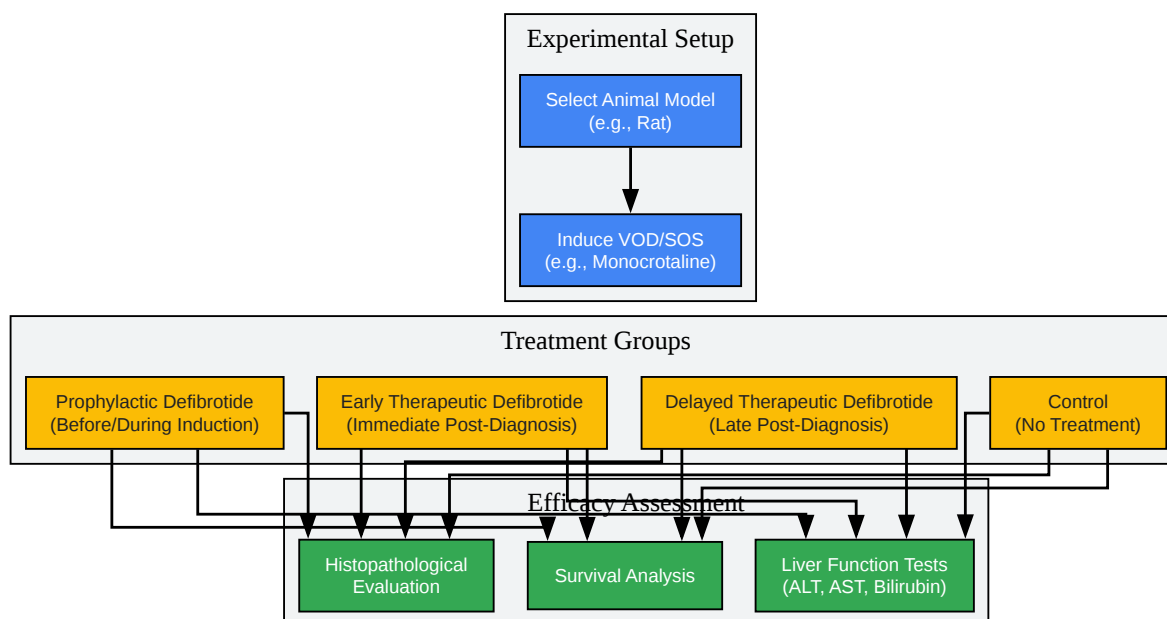 Experimental Setup
Select Animal Model
(e.g., Rat)
Induce VOD/SOS
(e.g., Monocrotaline)
Treatment Groups
Prophylactic Defibrotide
(Before/During Induction)
Early Therapeutic Defibrotide
(Immediate Post-Diagnosis)
Delayed Therapeutic Defibrotide
(Late Post-Diagnosis)
Control
(No Treatment)
Efficacy Assessment
Histopathological
Evaluation
Survival Analysis
Liver Function Tests
(ALT, AST, Bilirubin)